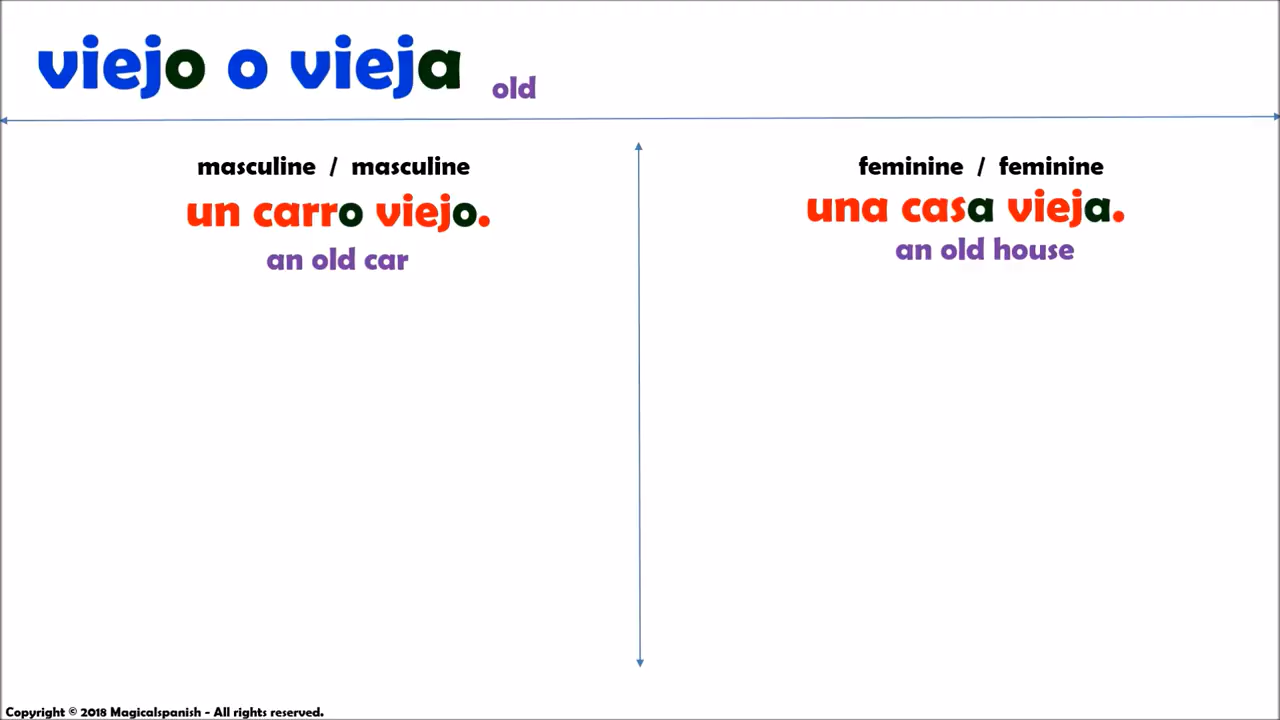 viejo o vieja old
masculine / masculine
un carro viejo.
an old car
feminine / feminine
una casa vieja.
an old house
Copyright © 2018 Magicalspanish - All rights reserved.